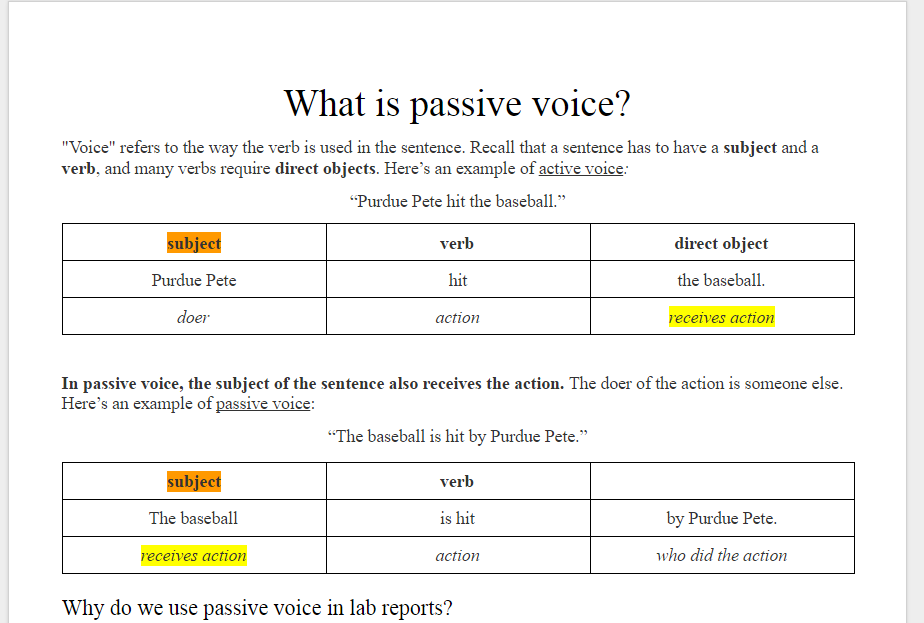 What is passive voice?
"Voice" refers to the way the verb is used in the sentence. Recall that a sentence has to have a subject and a
verb, and many verbs require direct objects. Here’s an example of active voice:
“Purdue Pete hit the baseball.”
subject verb direct object
Purdue Pete hit the baseball.
doer action receives action
In passive voice, the subject of the sentence also receives the action. The doer of the action is someone else.
Here’s an example of passive voice:
“The baseball is hit by Purdue Pete.”
subject verb
The baseball is hit by Purdue Pete.
receives action action who did the action
Why do we use passive voice in lab reports?